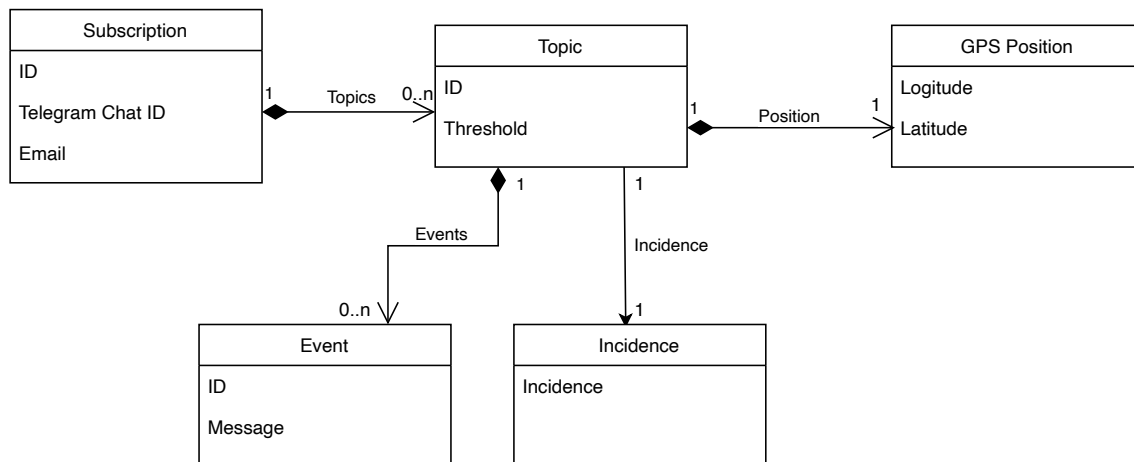 Subscription
ID
Telegram Chat ID
Email
1
Topics
0..n
Topic
ID
Threshold
1
Position
1
GPS Position
Logitude
Latitude
1
Events
0..n
1
Incidence
1
Event
ID
Message
Incidence
Incidence